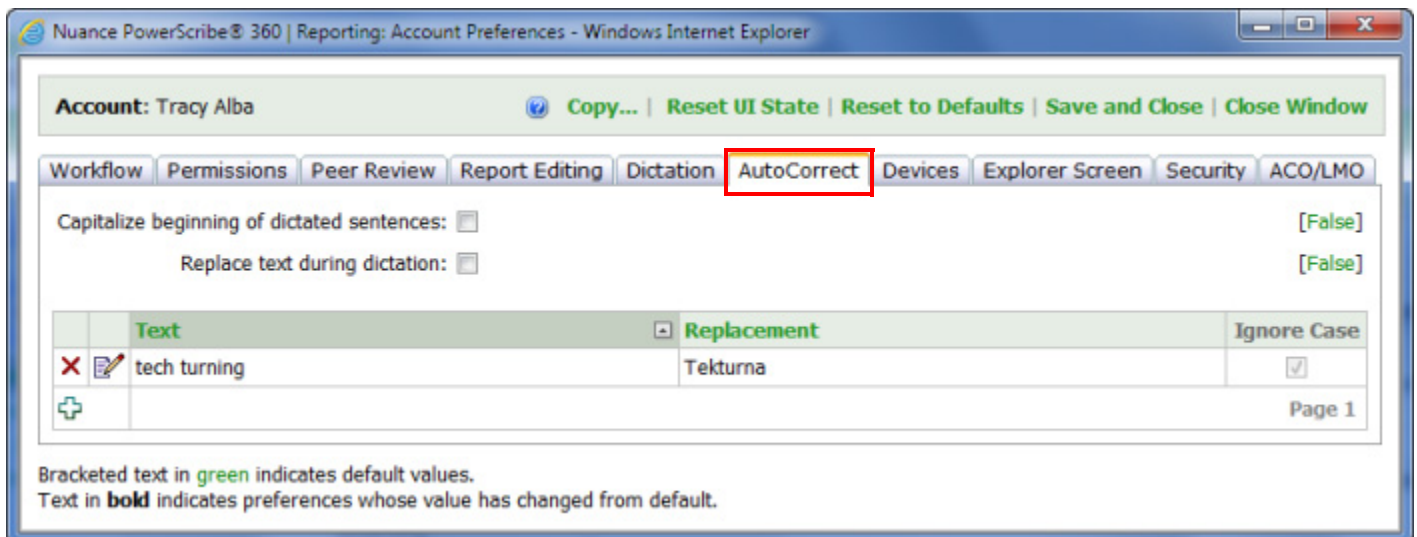 Nuance PowerScribe® 360 | Reporting: Account Preferences - Windows Internet Explorer
Account: Tracy Alba Copy... | Reset UI State | Reset to Defaults | Save and Close | Close Window
Workflow Permissions Peer Review Report Editing Dictation AutoCorrect Devices Explorer Screen Security ACO/LMO
Capitalize beginning of dictated sentences: [False]
Replace text during dictation: [False]
Text Replacement Ignore Case
tech turning Tekturna
Page 1
Bracketed text in green indicates default values.
Text in bold indicates preferences whose value has changed from default.